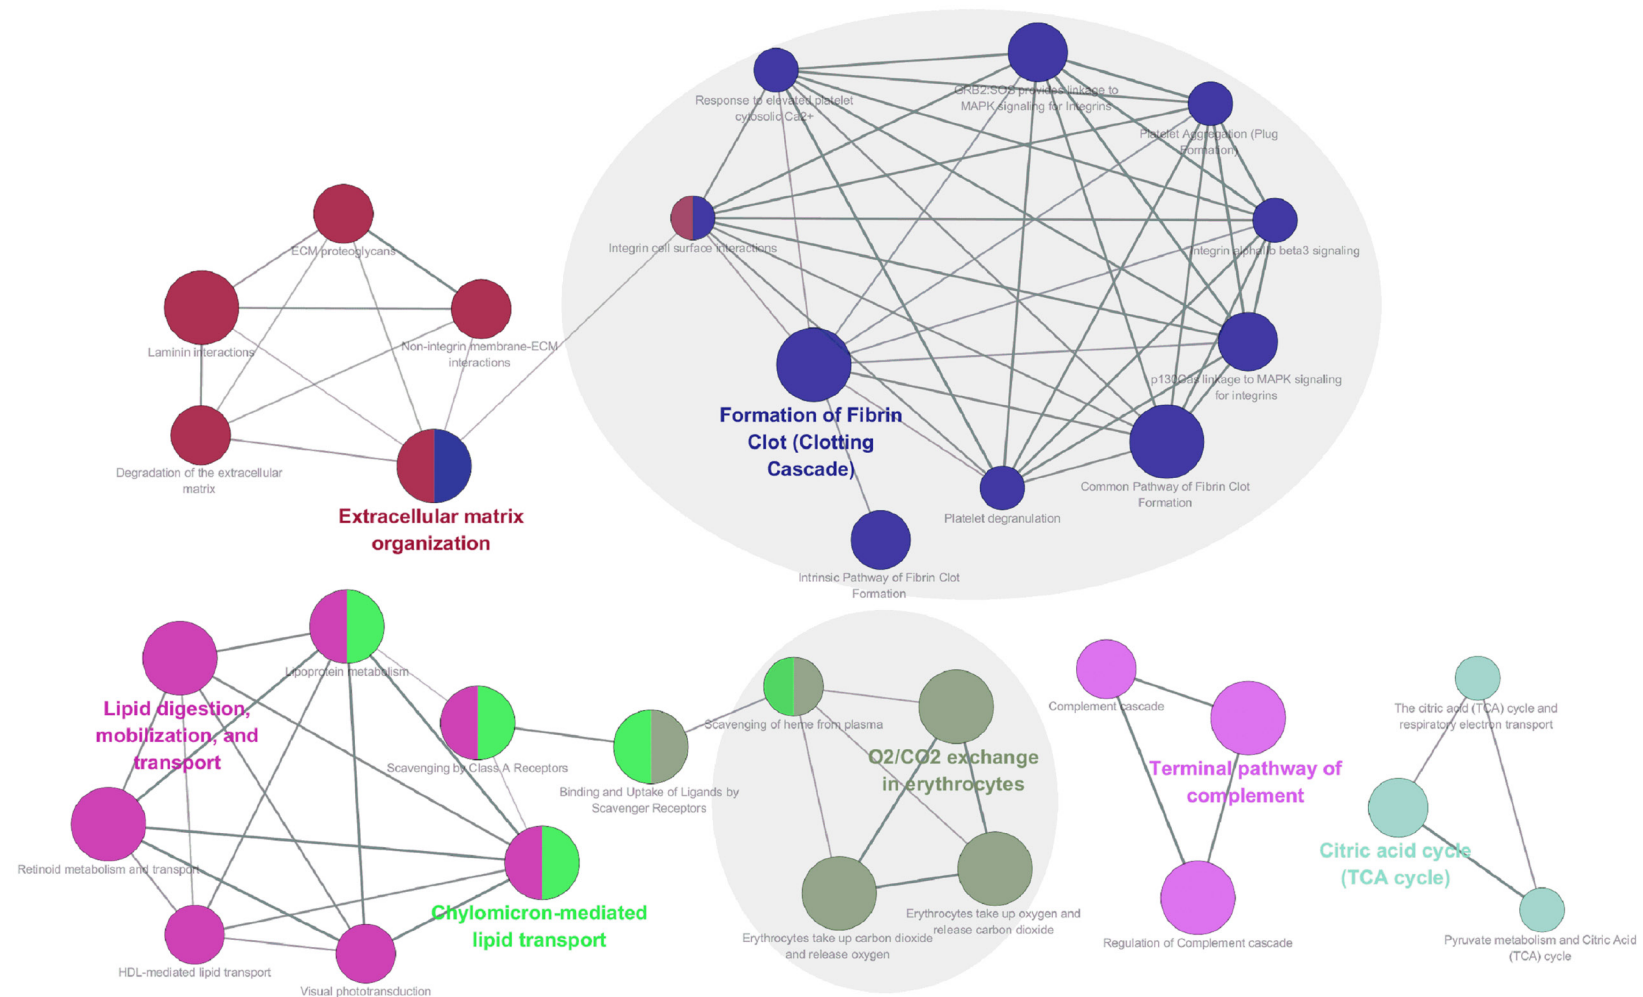 Response to elevated platelet
cytosolic Ca2+
GRB2:SOS provides linkage to
MAPK signaling for Integrins
Platelet Aggregation (Plug
Formation)
Integrin cell surface interactions
Integrin alphaIIb beta3 signaling
ECM proteoglycans
Laminin interactions
Non-integrin membrane-ECM
interactions
Degradation of the extracellular
matrix
Extracellular matrix
organization
Formation of Fibrin
Clot (Clotting
Cascade)
p130Cas linkage to MAPK signaling
for integrins
Common Pathway of Fibrin Clot
Formation
Platelet degranulation
Intrinsic Pathway of Fibrin Clot
Formation
Lipoprotein metabolism
Lipid digestion,
mobilization, and
transport
Scavenging by Class A Receptors
Binding and Uptake of Ligands by
Scavenger Receptors
Retinoid metabolism and transport
Chylomicron-mediated
lipid transport
HDL-mediated lipid transport
Visual phototransduction
Scavenging of heme from plasma
O2/CO2 exchange
in erythrocytes
Erythrocytes take up carbon dioxide
and release oxygen
Erythrocytes take up oxygen and
release carbon dioxide
Complement cascade
Terminal pathway of
complement
Regulation of Complement cascade
The citric acid (TCA) cycle and
respiratory electron transport
Citric acid cycle
(TCA cycle)
Pyruvate metabolism and Citric Acid
(TCA) cycle